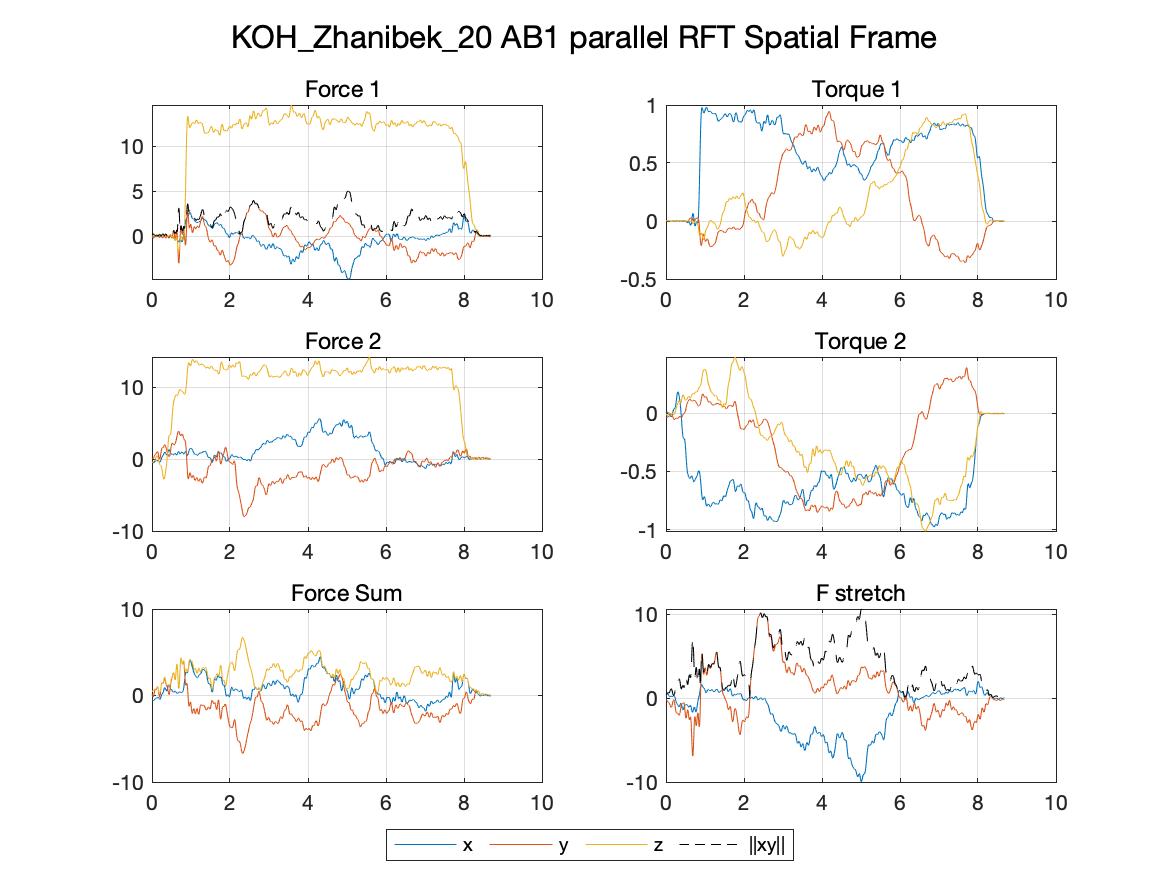 KOH_Zhanibek_20 AB1 parallel RFT Spatial Frame
Force 1
10
5
0
0 2 4 6 8 10
Torque 1
1
0.5
0
-0.5
0 2 4 6 8 10
Force 2
10
0
-10
0 2 4 6 8 10
Torque 2
0
-0.5
-1
0 2 4 6 8 10
Force Sum
10
0
-10
0 2 4 6 8 10
F stretch
10
0
-10
0 2 4 6 8 10
x y z ||xy||